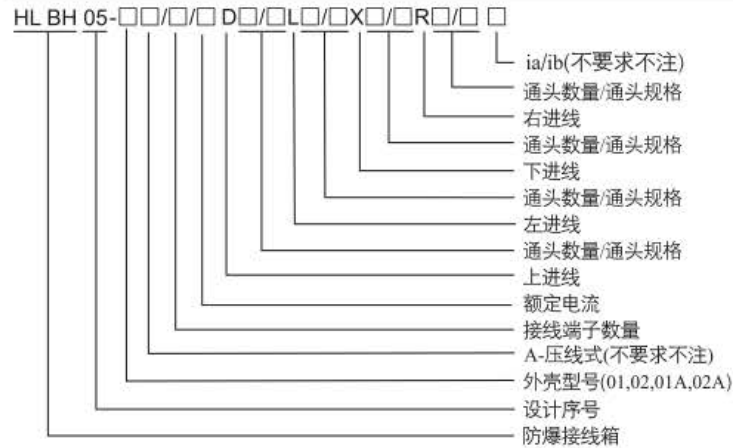 HL BH 05-□□/□/□ D□/□L□/□X□/□R□/□ □
ia/ib(不要求不注)
通头数量/通头规格
右进线
通头数量/通头规格
下进线
通头数量/通头规格
左进线
通头数量/通头规格
上进线
额定电流
接线端子数量
A-压线式(不要求不注)
外壳型号(01,02,01A,02A)
设计序号
防爆接线箱